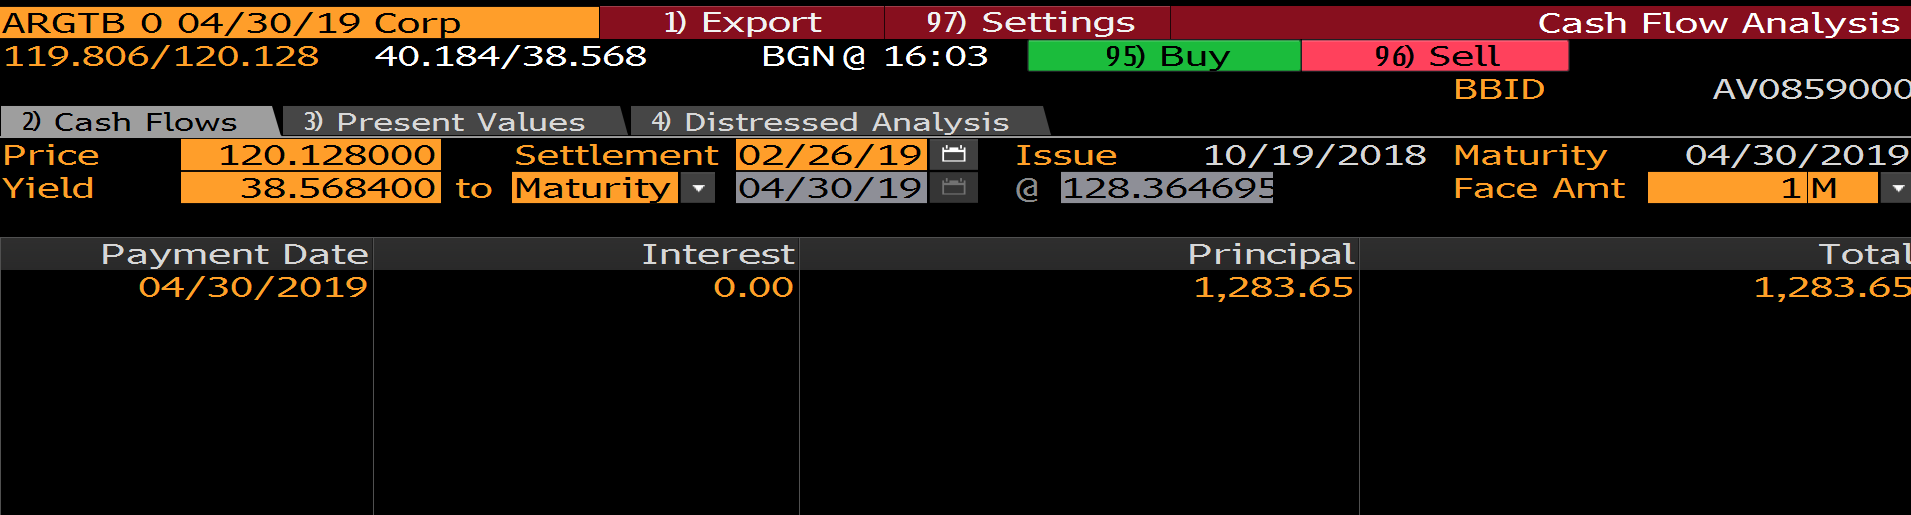 ARGTB 0 04/30/19 Corp 1) Export 97) Settings Cash Flow Analysis
119.806/120.128 40.184/38.568 BGN@ 16:03 95) Buy 96) Sell
BBID AV0859000
2) Cash Flows 3) Present Values 4) Distressed Analysis
Price 120.128000 Settlement 02/26/19 Issue 10/19/2018 Maturity 04/30/2019
Yield 38.568400 to Maturity 04/30/19 @ 128.364695 Face Amt 1 M
Payment Date Interest Principal Total
04/30/2019 0.00 1,283.65 1,283.65